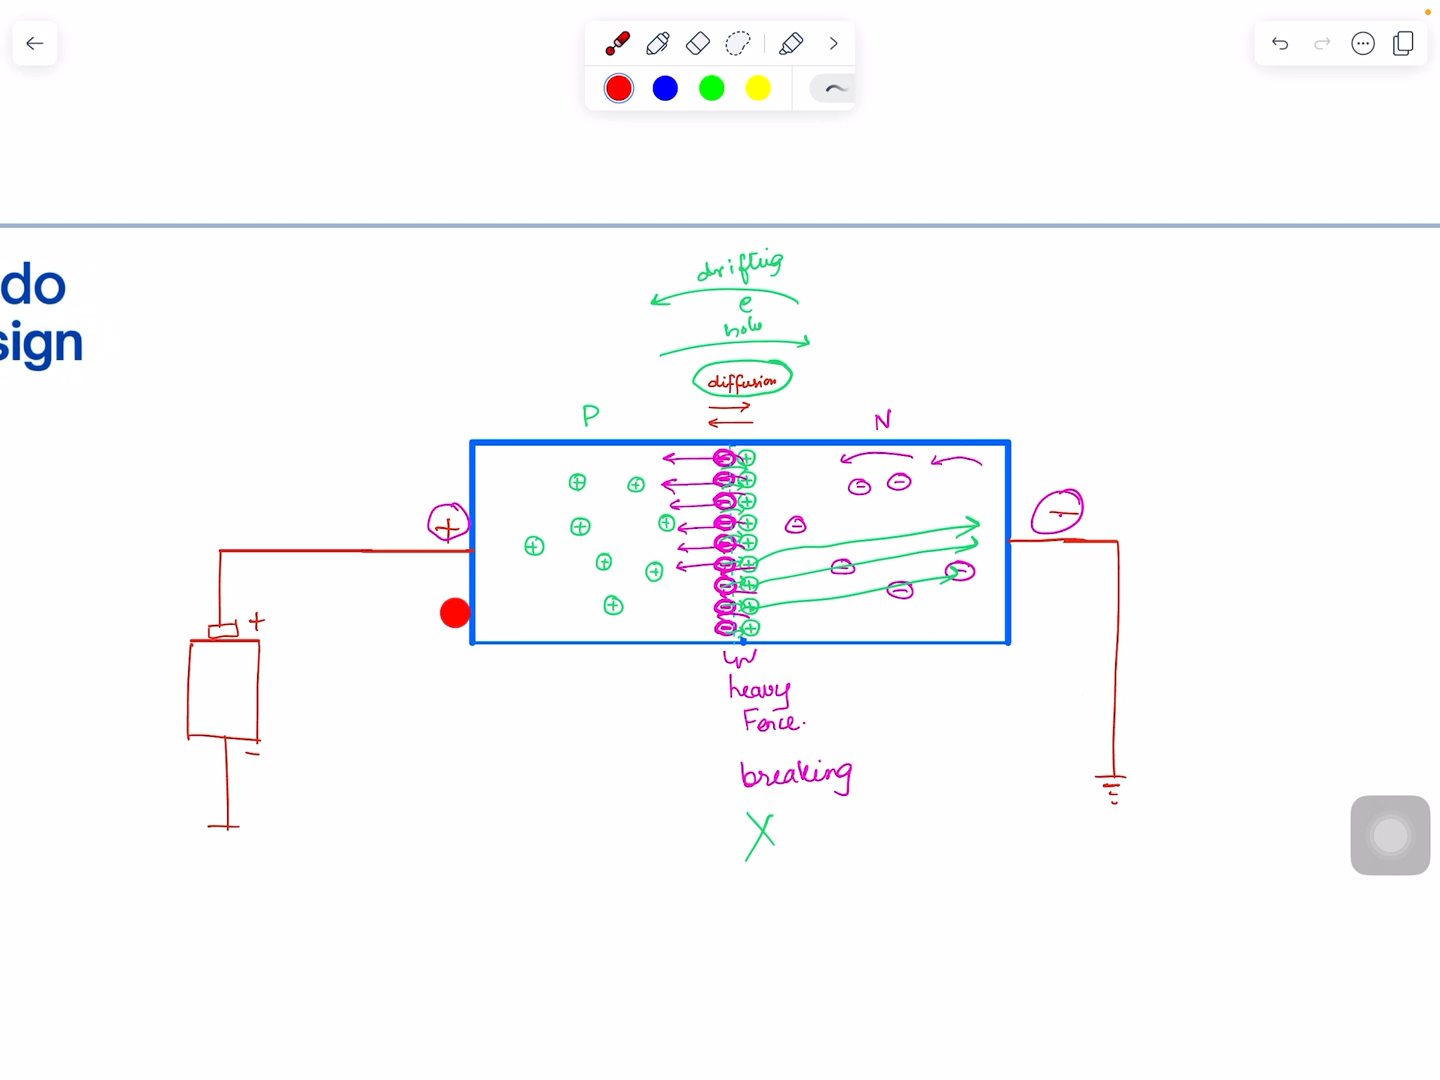 do
sign
drifting
e
hole
diffusion
P
N
+
−
+
−
heavy
Force.
breaking
X